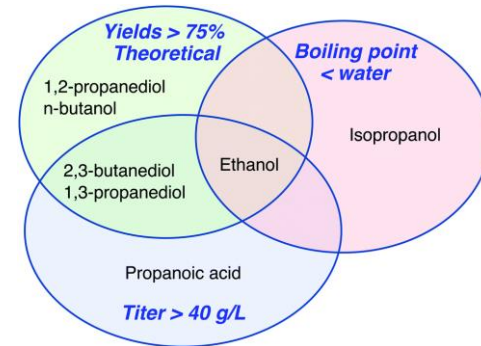 Yields > 75%
Theoretical
Boiling point
< water
1,2-propanediol
n-butanol
Isopropanol
2,3-butanediol
1,3-propanediol
Ethanol
Propanoic acid
Titer > 40 g/L